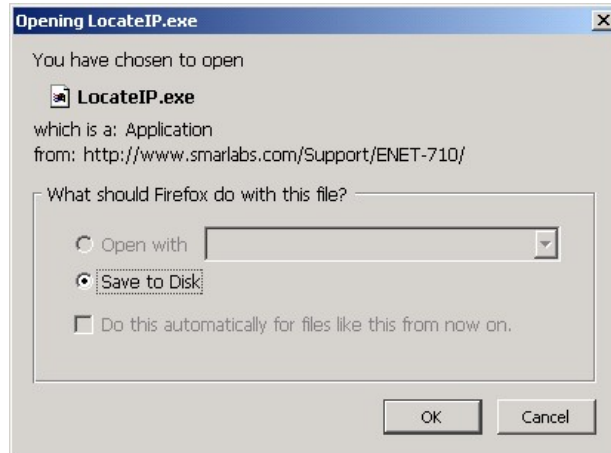 Opening LocateIP.exe
You have chosen to open
LocateIP.exe
which is a: Application
from: http://www.smarlabs.com/Support/ENET-710/
What should Firefox do with this file?
Open with
Save to Disk
Do this automatically for files like this from now on.
OK Cancel